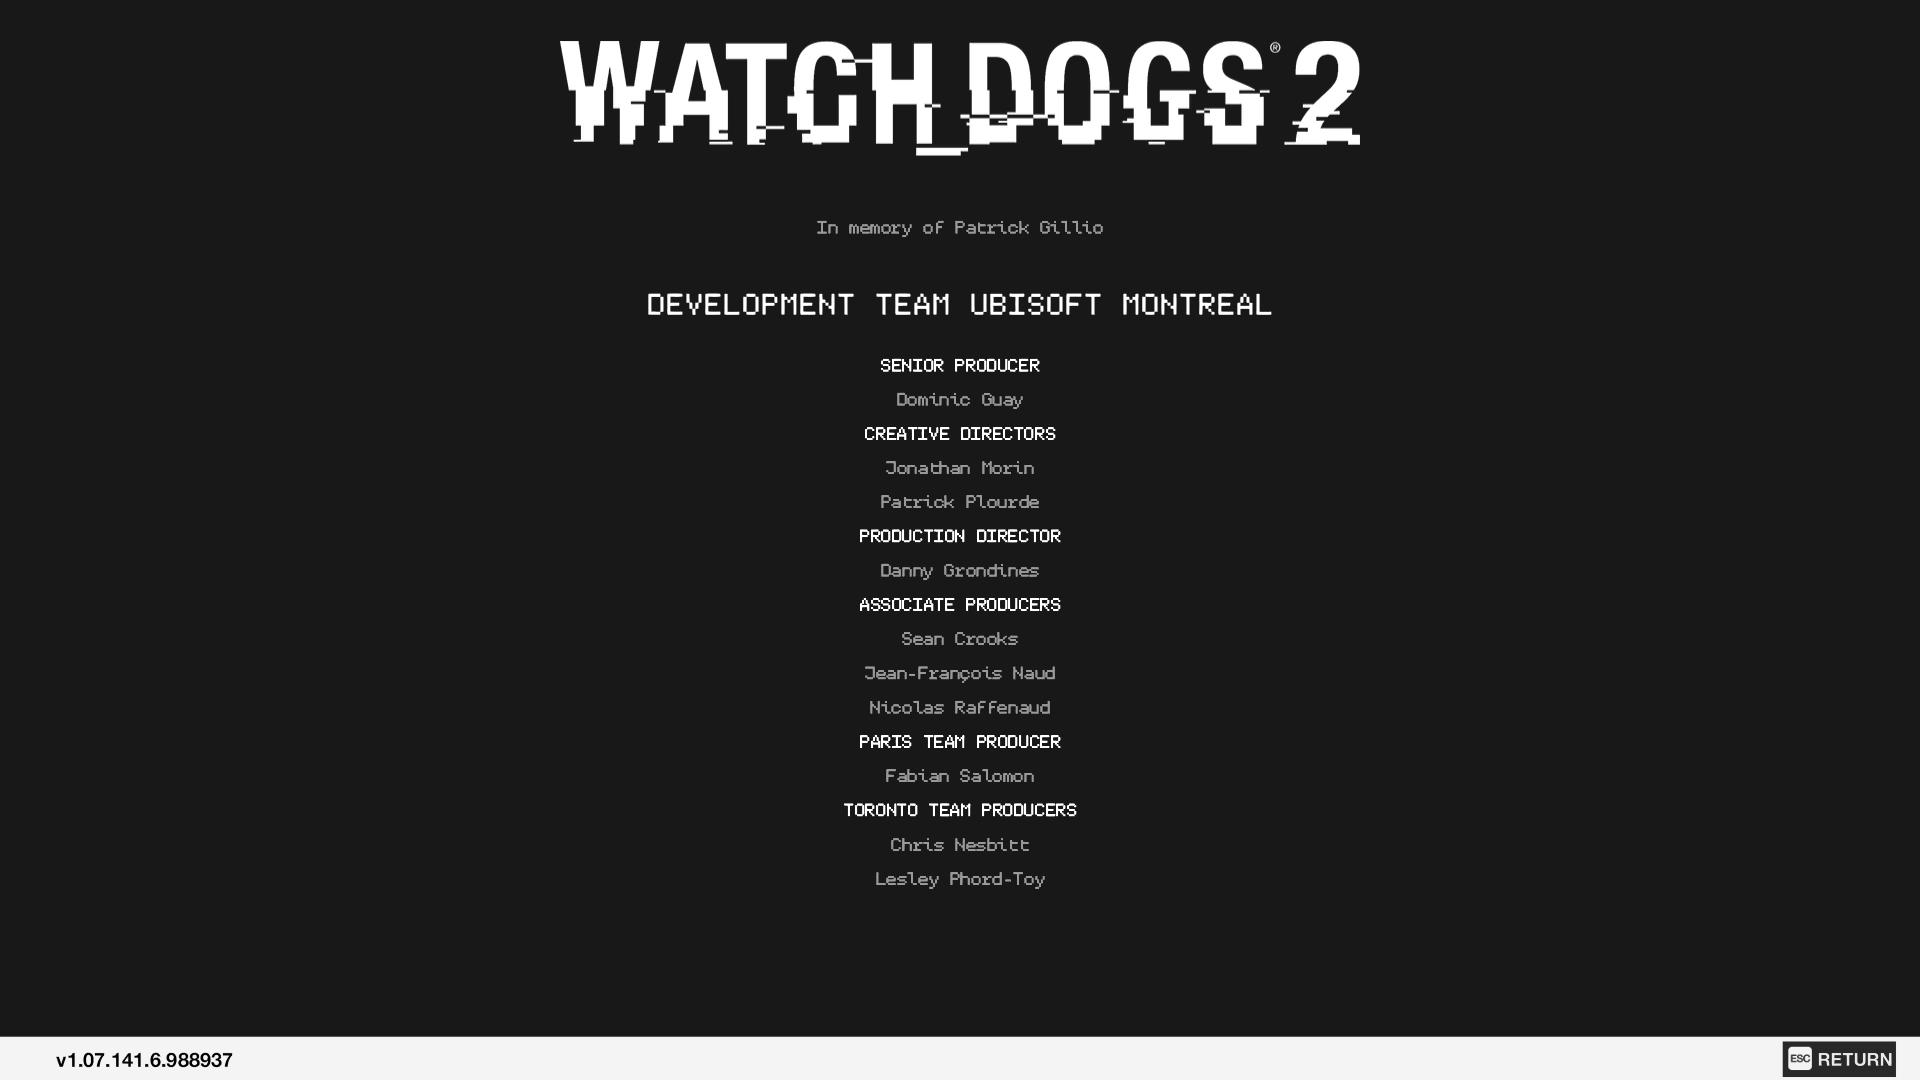 WATCH_DOGS® 2
In memory of Patrick Gillio
DEVELOPMENT TEAM UBISOFT MONTREAL
SENIOR PRODUCER
Dominic Guay
CREATIVE DIRECTORS
Jonathan Morin
Patrick Plourde
PRODUCTION DIRECTOR
Danny Grondines
ASSOCIATE PRODUCERS
Sean Crooks
Jean-François Naud
Nicolas Raffenaud
PARIS TEAM PRODUCER
Fabian Salomon
TORONTO TEAM PRODUCERS
Chris Nesbitt
Lesley Phord-Toy
v1.07.141.6.988937
ESC RETURN